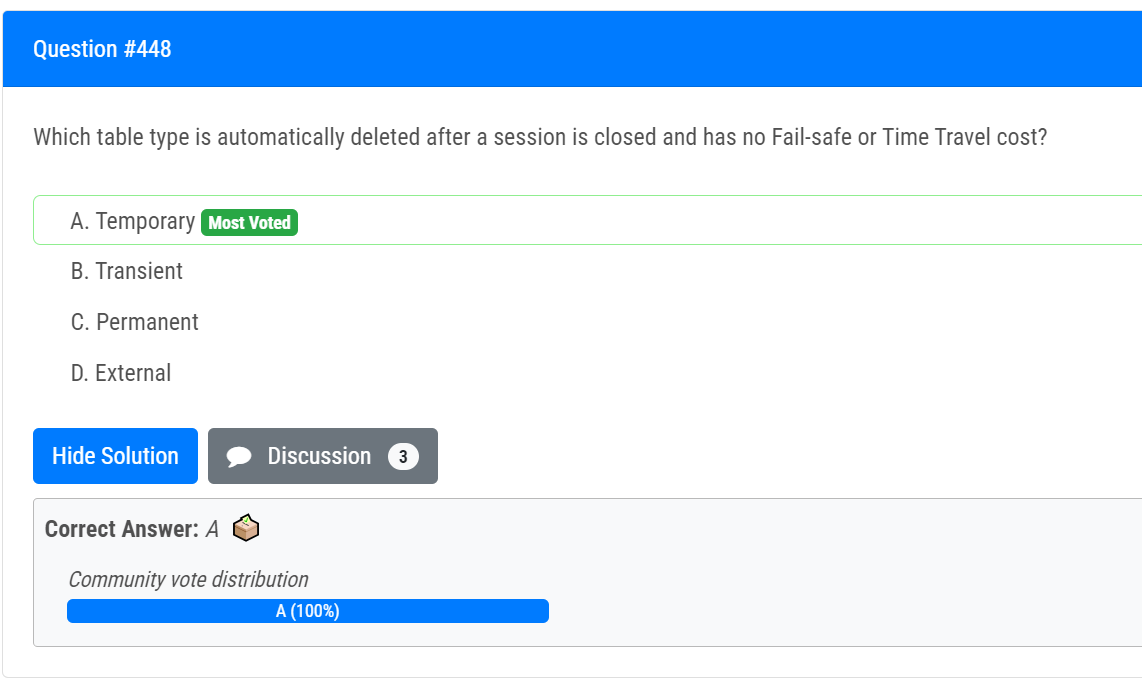 Question #448
Which table type is automatically deleted after a session is closed and has no Fail-safe or Time Travel cost?
A. Temporary Most Voted
B. Transient
C. Permanent
D. External
Hide Solution Discussion 3
Correct Answer: A
Community vote distribution
A (100%)